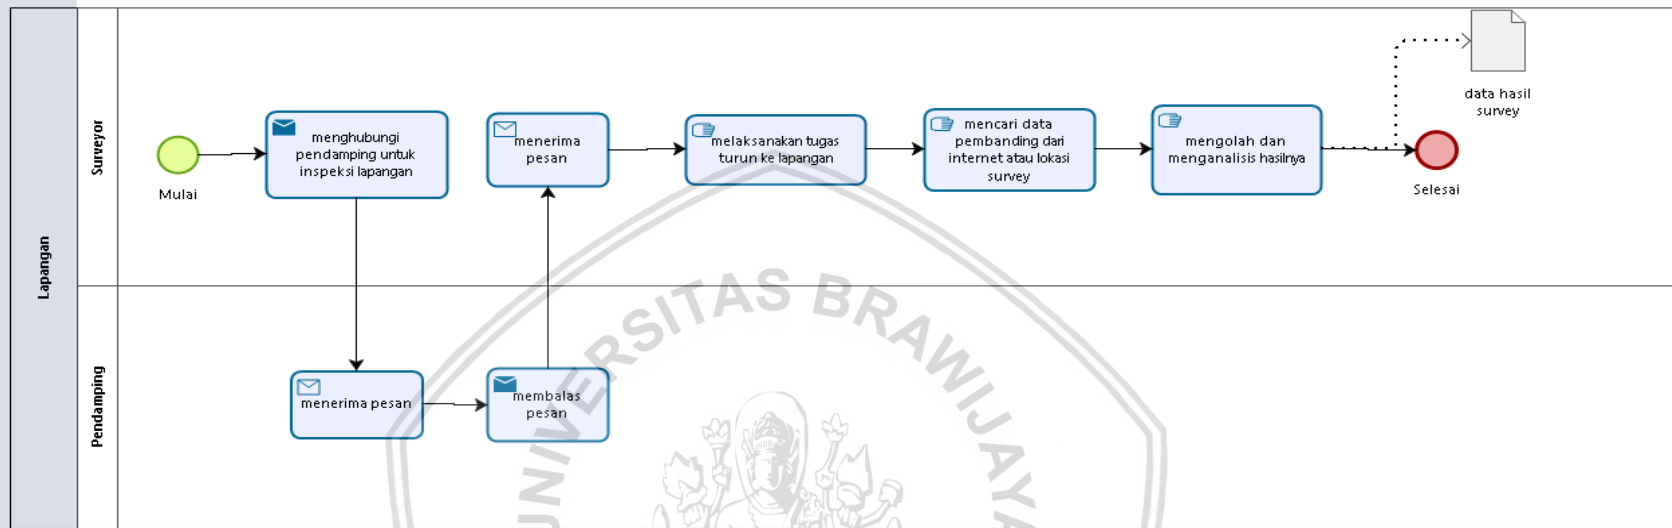 Lapangan
Surveyor
Mulai
menghubungi
pendamping untuk
inspeksi lapangan
menerima
pesan
melaksanakan tugas
turun ke lapangan
mencari data
pembanding dari
internet atau lokasi
survey
mengolah dan
menganalisis hasilnya
Selesai
data hasil
survey
Pendamping
menerima pesan
membalas
pesan
UNIVERSITAS BRAWIJAYA